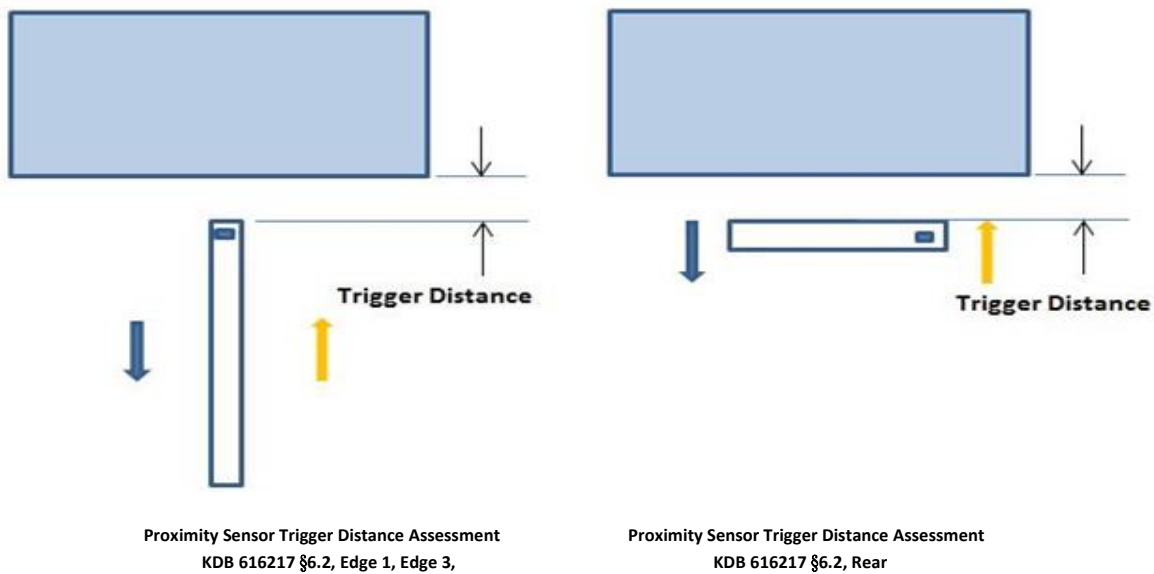 Trigger Distance
Trigger Distance
Proximity Sensor Trigger Distance Assessment
KDB 616217 §6.2, Edge 1, Edge 3,
Proximity Sensor Trigger Distance Assessment
KDB 616217 §6.2, Rear